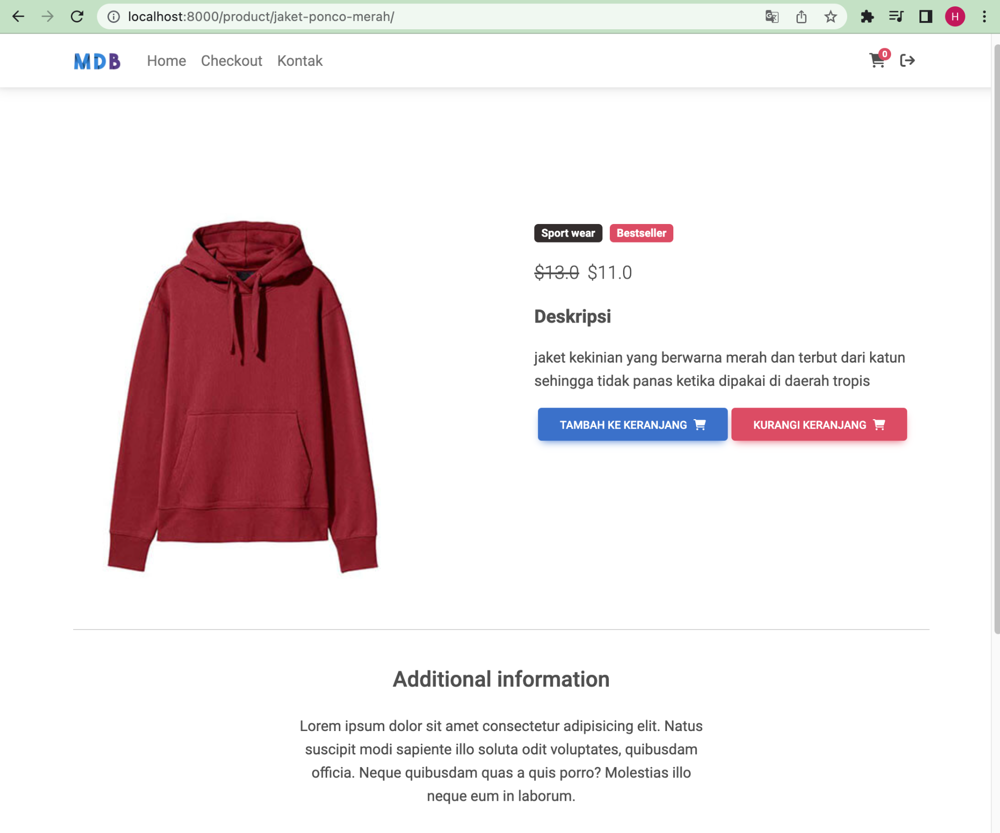 localhost:8000/product/jaket-ponco-merah/
H
MDB Home Checkout Kontak 0
Sport wear Bestseller
$13.0 $11.0
Deskripsi
jaket kekinian yang berwarna merah dan terbut dari katun
sehingga tidak panas ketika dipakai di daerah tropis
TAMBAH KE KERANJANG KURANGI KERANJANG
Additional information
Lorem ipsum dolor sit amet consectetur adipisicing elit. Natus
suscipit modi sapiente illo soluta odit voluptates, quibusdam
officia. Neque quibusdam quas a quis porro? Molestias illo
neque eum in laborum.